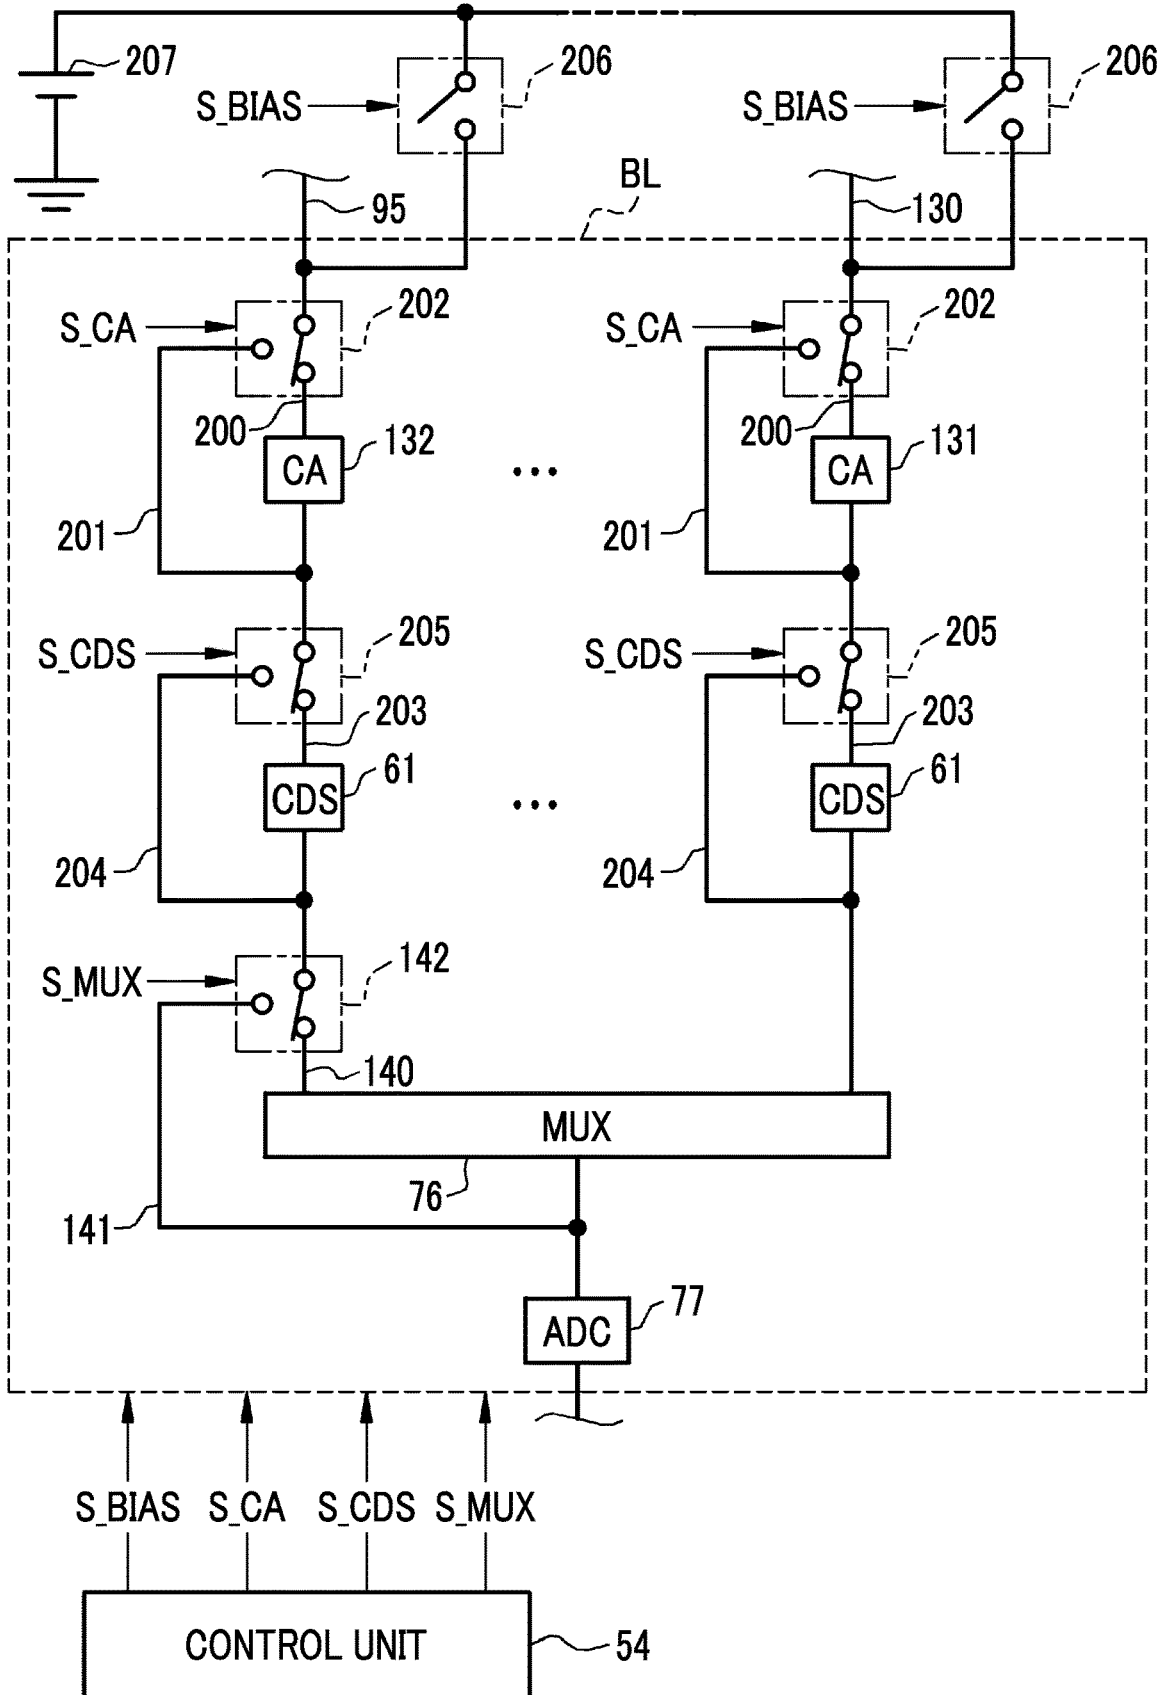 207
206
206
S_BIAS
S_BIAS
BL
95
130
S_CA
202
S_CA
202
200
200
132
131
CA
...
CA
201
201
S_CDS
205
S_CDS
205
203
203
61
61
CDS
...
CDS
204
204
S_MUX
142
140
MUX
76
141
77
ADC
S_BIAS S_CA S_CDS S_MUX
CONTROL UNIT
54